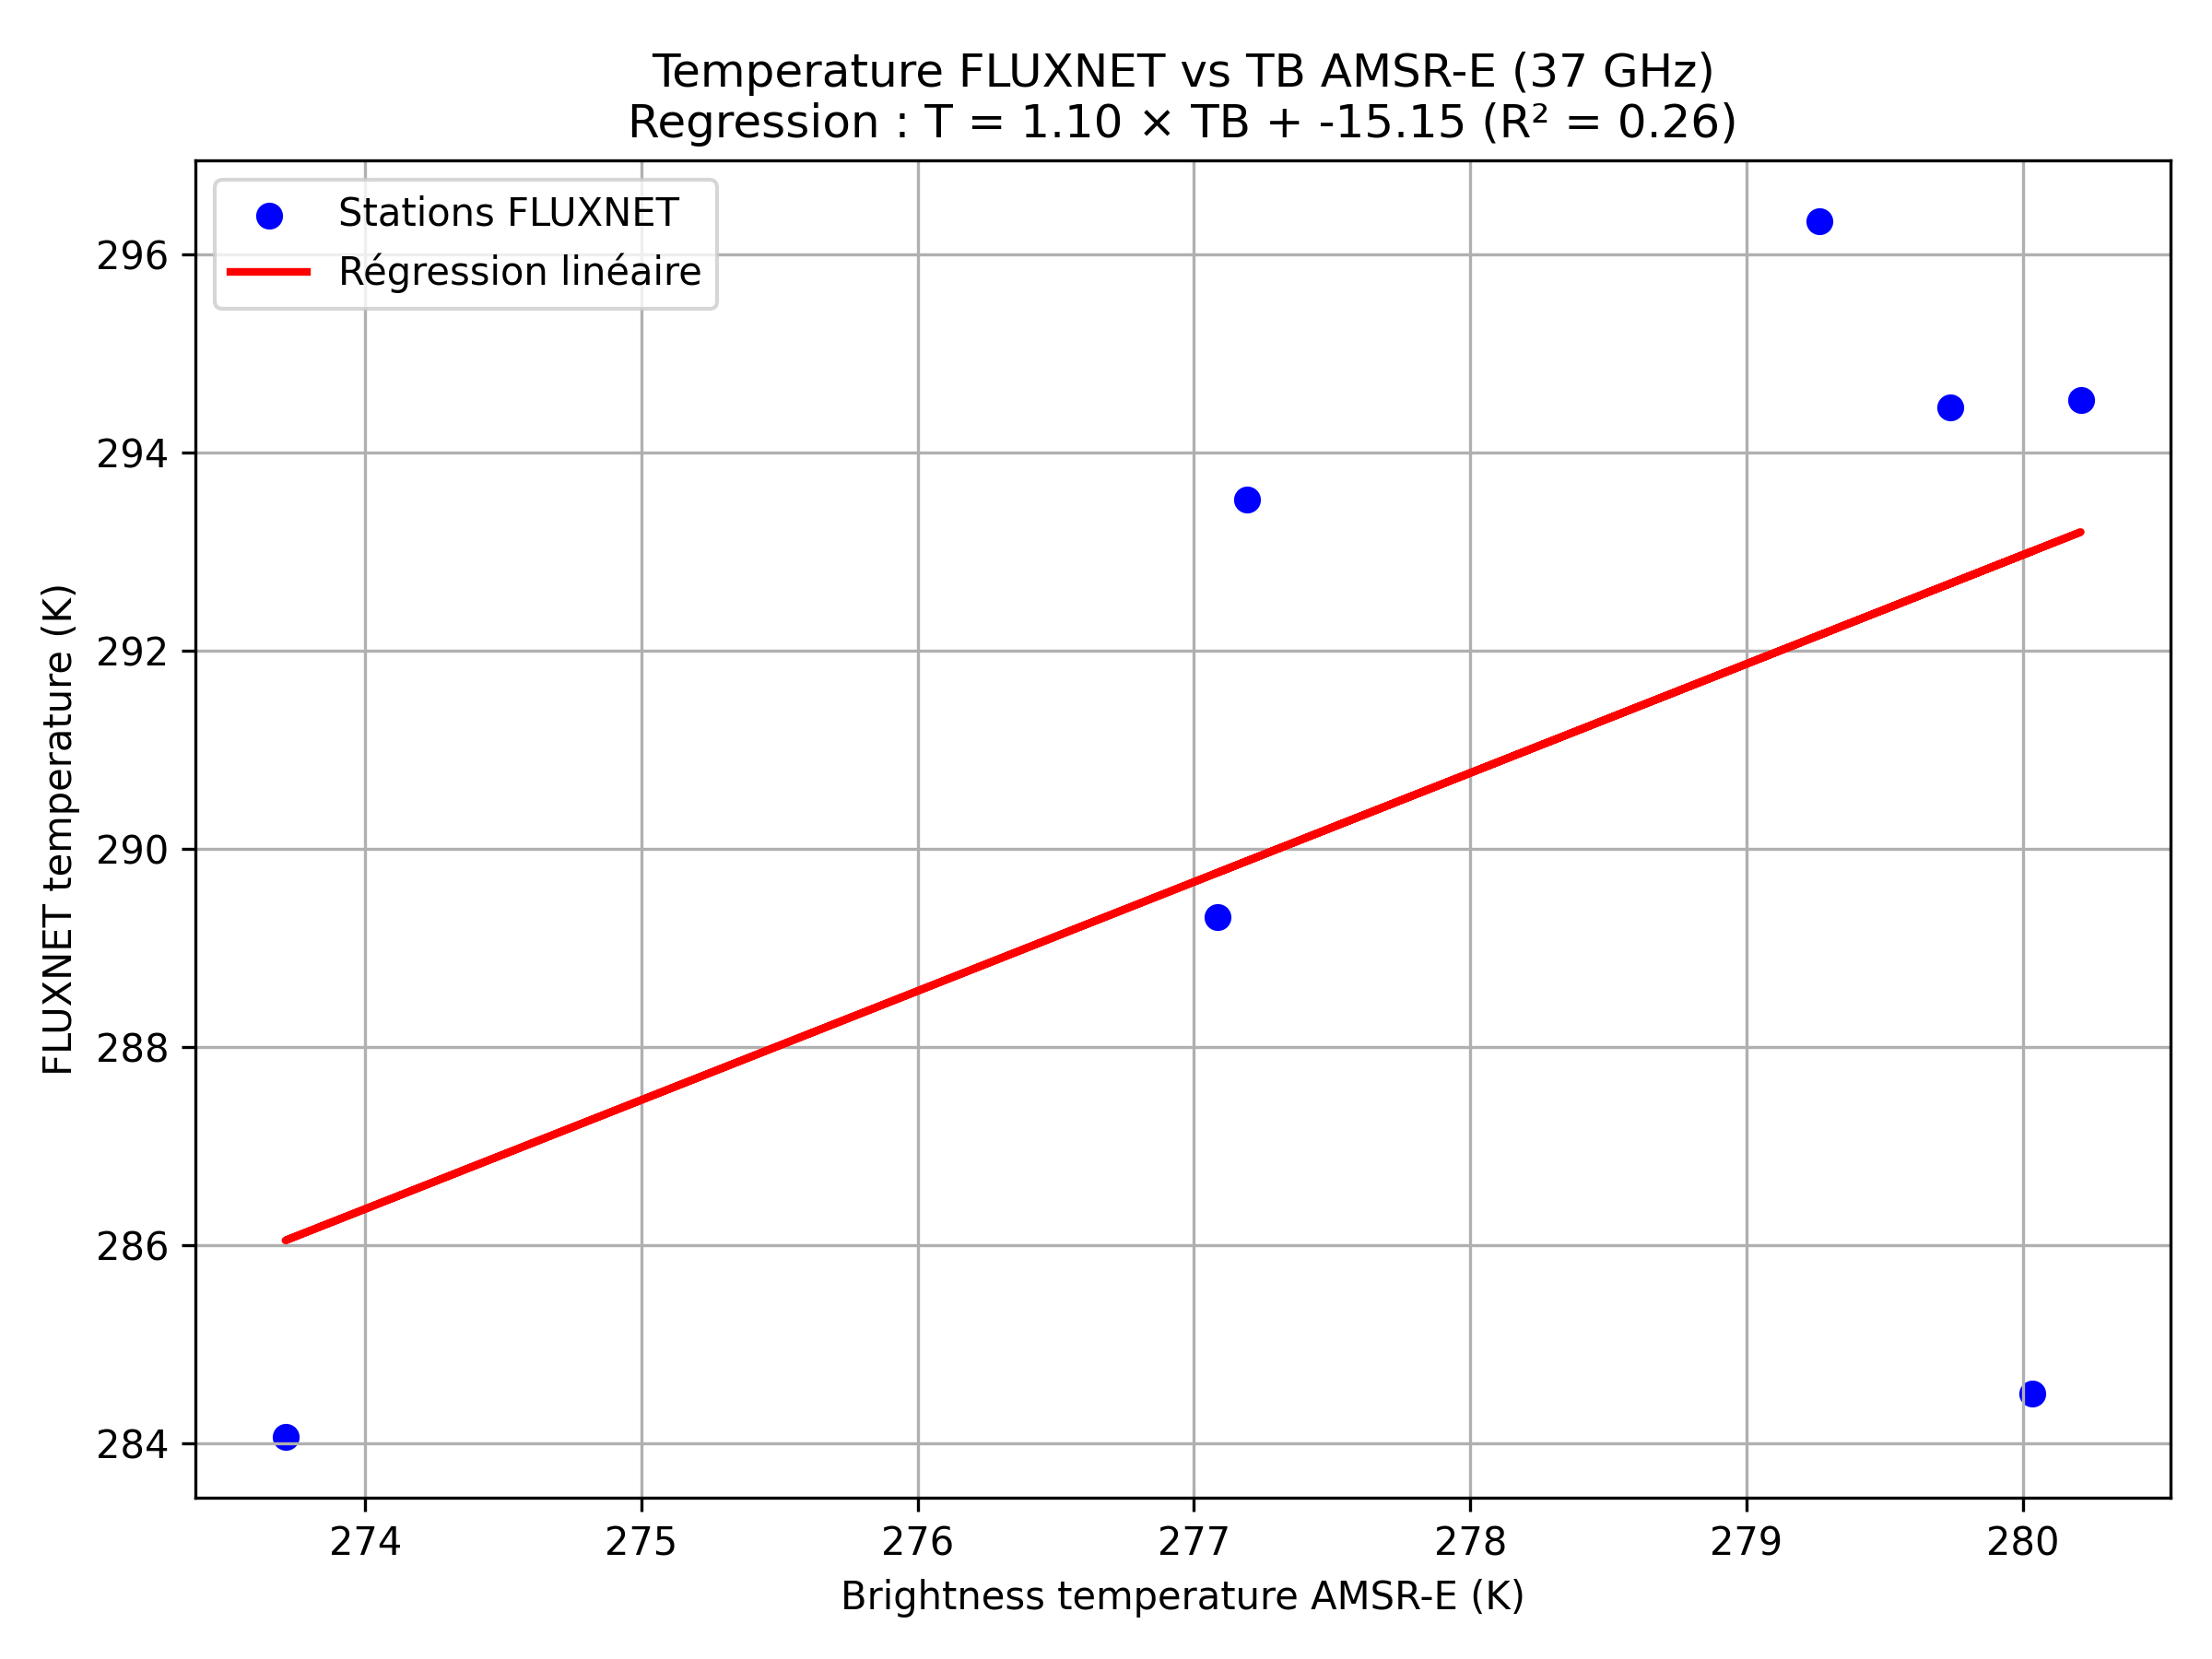 Temperature FLUXNET vs TB AMSR-E (37 GHz)
Regression : T = 1.10 × TB + -15.15 (R² = 0.26)
Stations FLUXNET
Régression linéaire
FLUXNET temperature (K)
296
294
292
290
288
286
284
274 275 276 277 278 279 280
Brightness temperature AMSR-E (K)